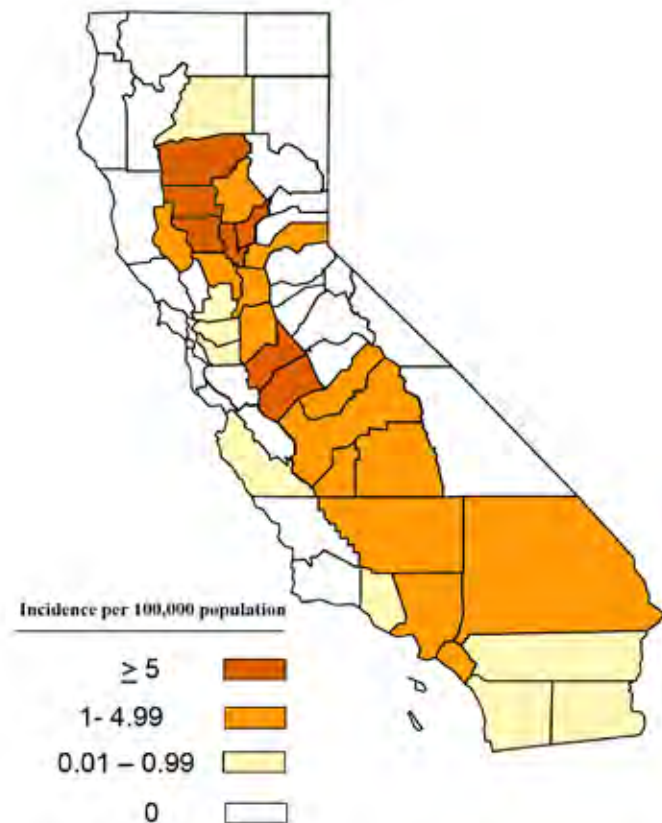 Incidence per 100,000 population
≥ 5
1- 4.99
0.01 – 0.99
0